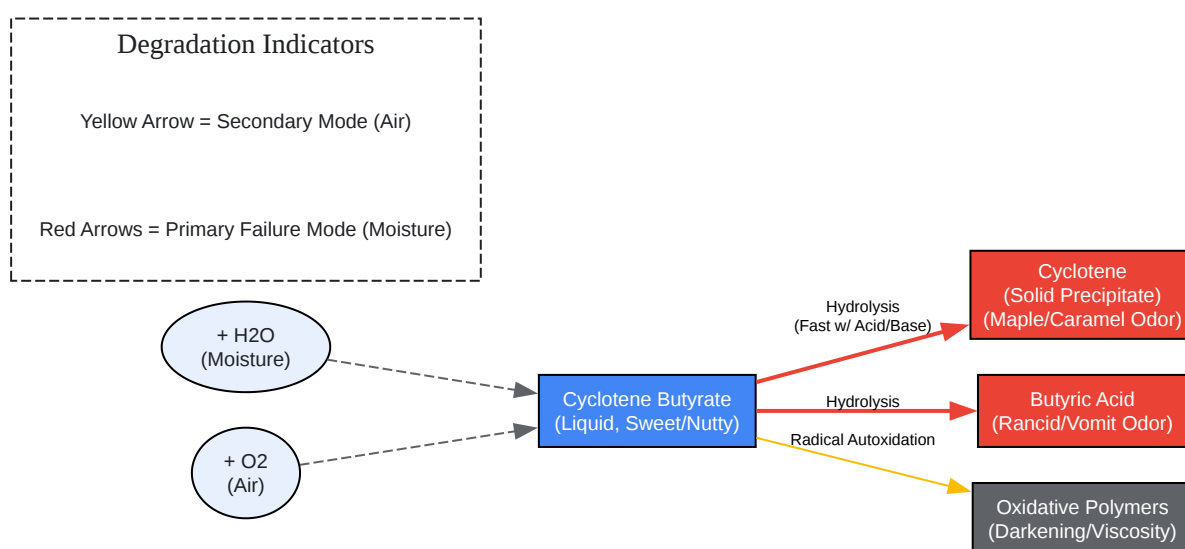 Degradation Indicators
Yellow Arrow = Secondary Mode (Air)
Red Arrows = Primary Failure Mode (Moisture)
+ H2O
(Moisture)
+ O2
(Air)
Cyclotene Butyrate
(Liquid, Sweet/Nutty)
Hydrolysis
(Fast w/ Acid/Base)
Hydrolysis
Radical Autoxidation
Cyclotene
(Solid Precipitate)
(Maple/Caramel Odor)
Butyric Acid
(Rancid/Vomit Odor)
Oxidative Polymers
(Darkening/Viscosity)